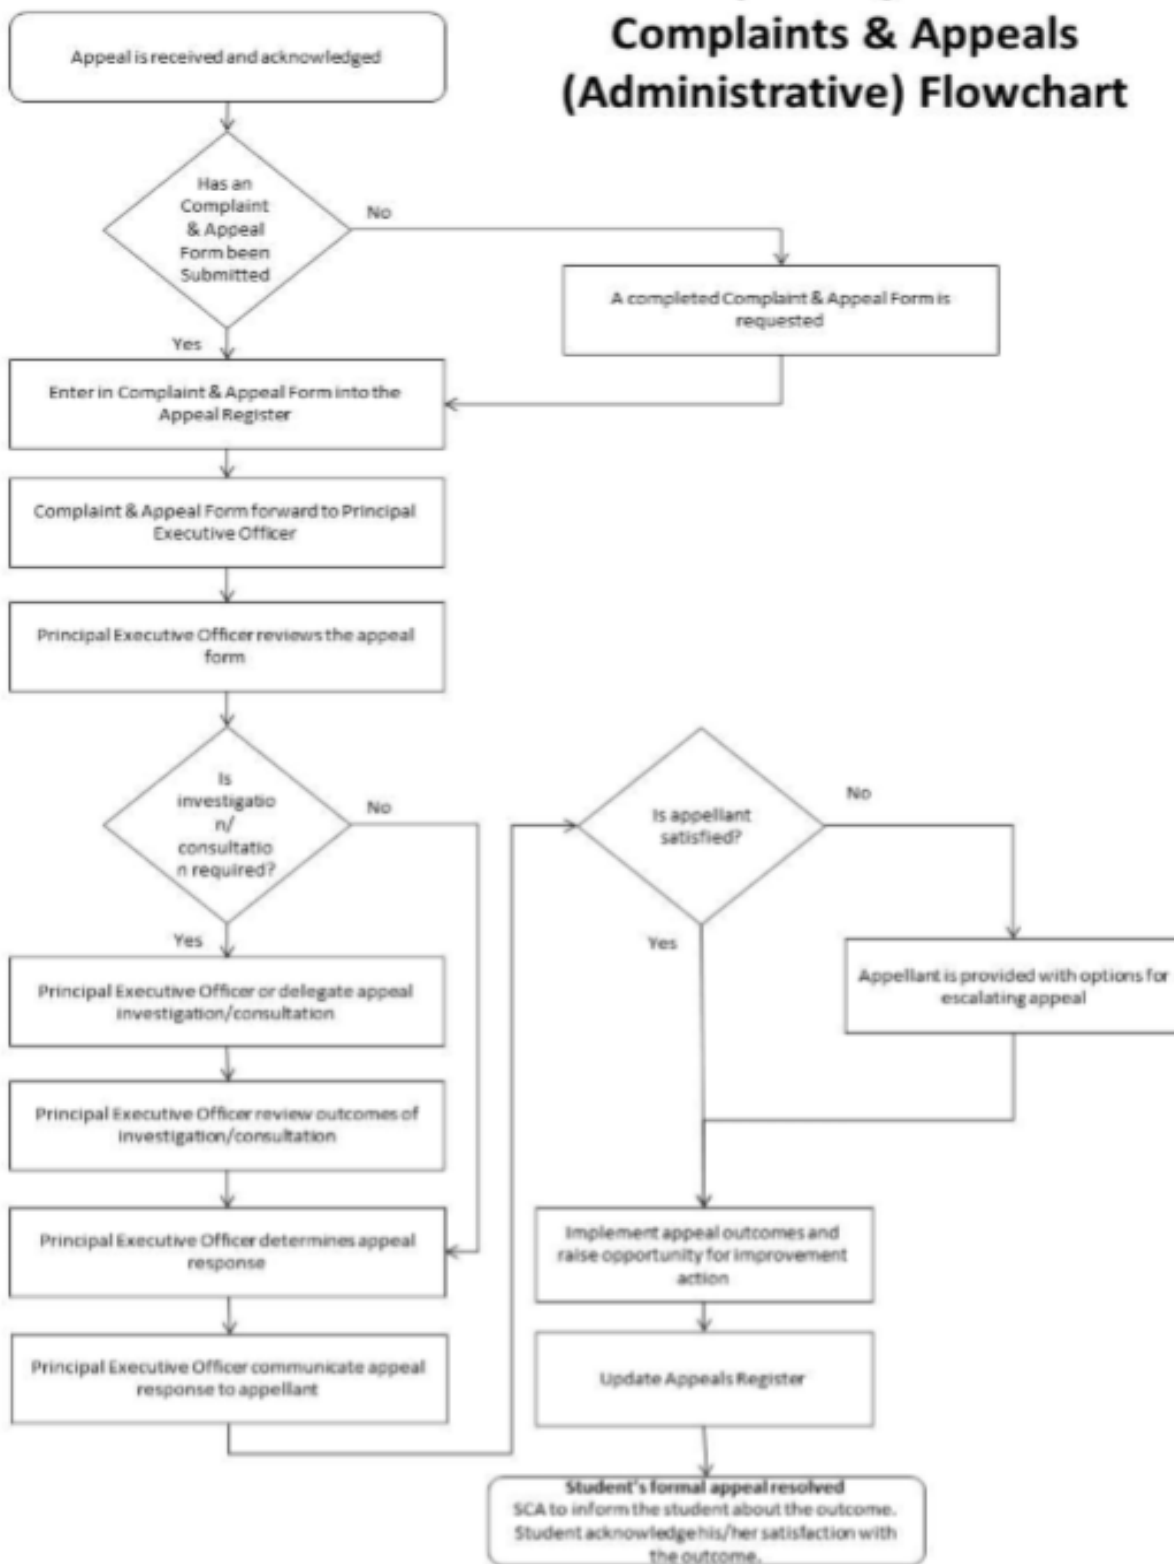 Complaints & Appeals
(Administrative) Flowchart
Appeal is received and acknowledged
Has an
Complaint
& Appeal
Form been
Submitted
No
A completed Complaint & Appeal Form is
requested
Yes
Enter in Complaint & Appeal Form into the
Appeal Register
Complaint & Appeal Form forward to Principal
Executive Officer
Principal Executive Officer reviews the appeal
form
Is
investigatio
n/
consultatio
n required?
No
Yes
Principal Executive Officer or delegate appeal
investigation/consultation
Principal Executive Officer review outcomes of
investigation/consultation
Principal Executive Officer determines appeal
response
Principal Executive Officer communicate appeal
response to appellant
Is appellant
satisfied?
No
Yes
Appellant is provided with options for
escalating appeal
Implement appeal outcomes and
raise opportunity for improvement
action
Update Appeals Register
Student's formal appeal resolved
SCA to inform the student about the outcome.
Student acknowledge his/her satisfaction with
the outcome.